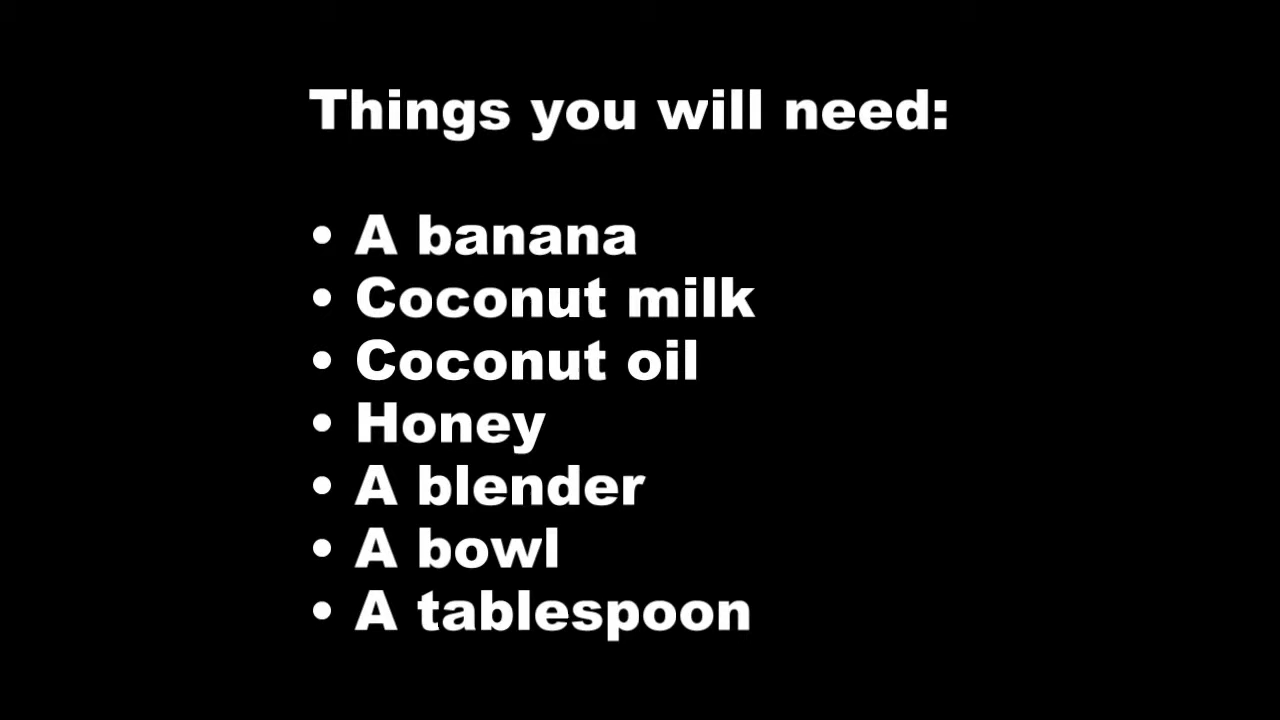 Things you will need:
• A banana
• Coconut milk
• Coconut oil
• Honey
• A blender
• A bowl
• A tablespoon